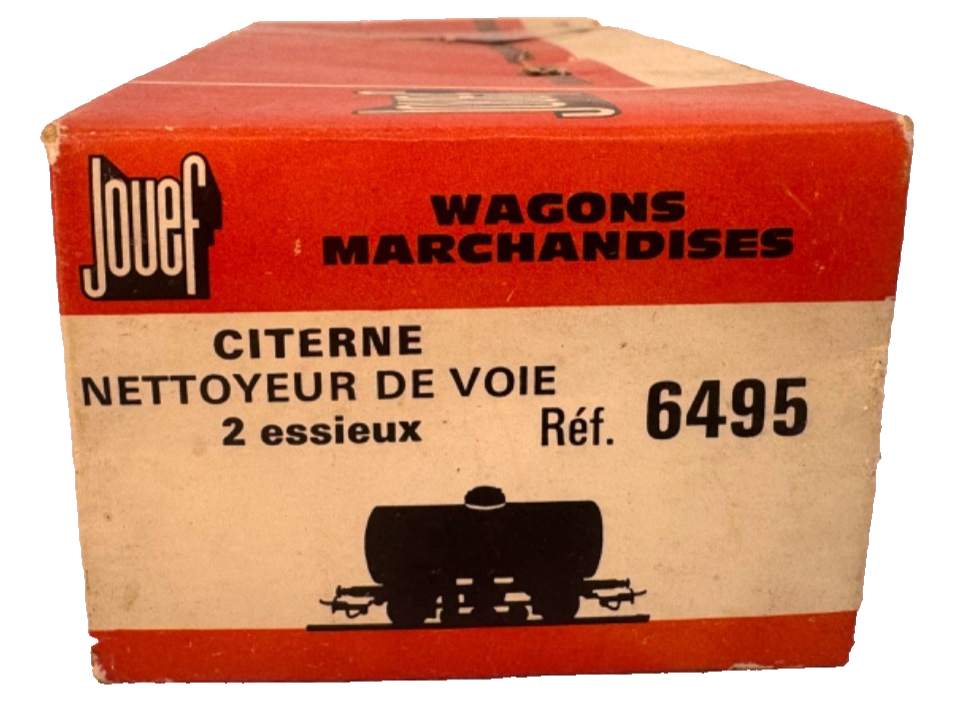 Jouef
WAGONS
MARCHANDISES
CITERNE
NETTOYEUR DE VOIE
2 essieux
Réf. 6495